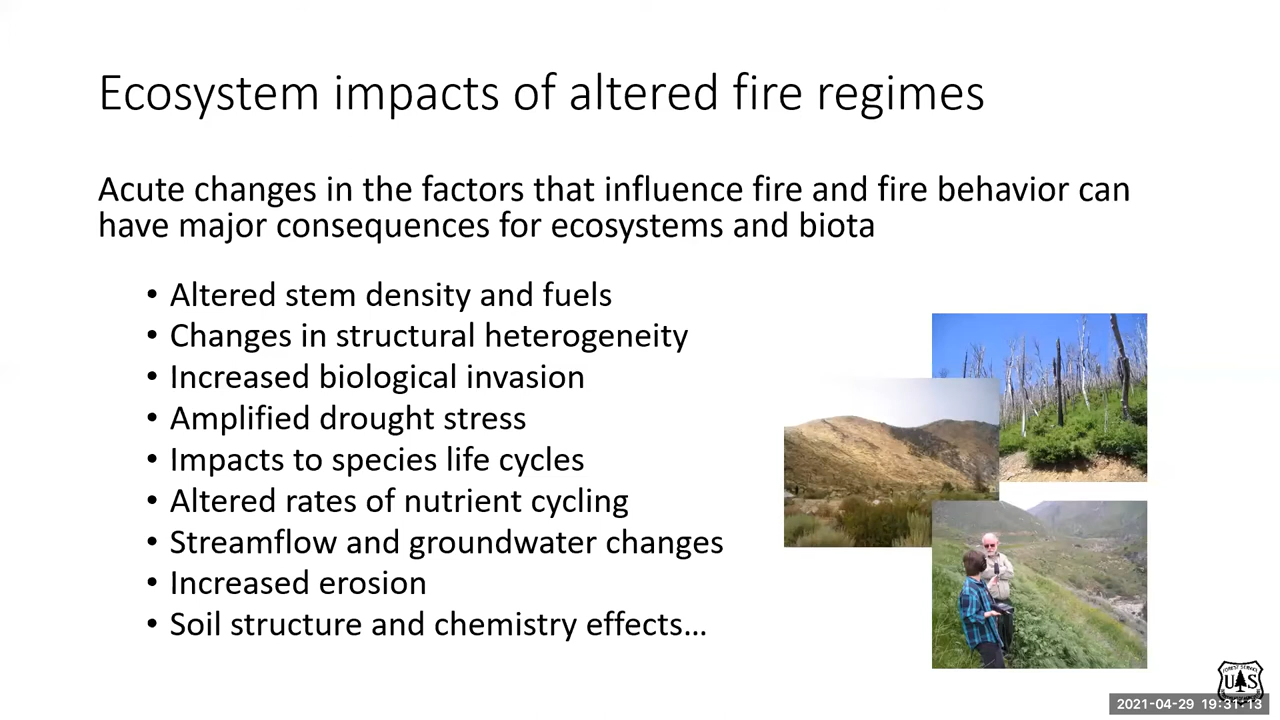 Ecosystem impacts of altered fire regimes
Acute changes in the factors that influence fire and fire behavior can
have major consequences for ecosystems and biota
• Altered stem density and fuels
• Changes in structural heterogeneity
• Increased biological invasion
• Amplified drought stress
• Impacts to species life cycles
• Altered rates of nutrient cycling
• Streamflow and groundwater changes
• Increased erosion
• Soil structure and chemistry effects…
FOREST SERVICE
U S
2021-04-29 19:31:13